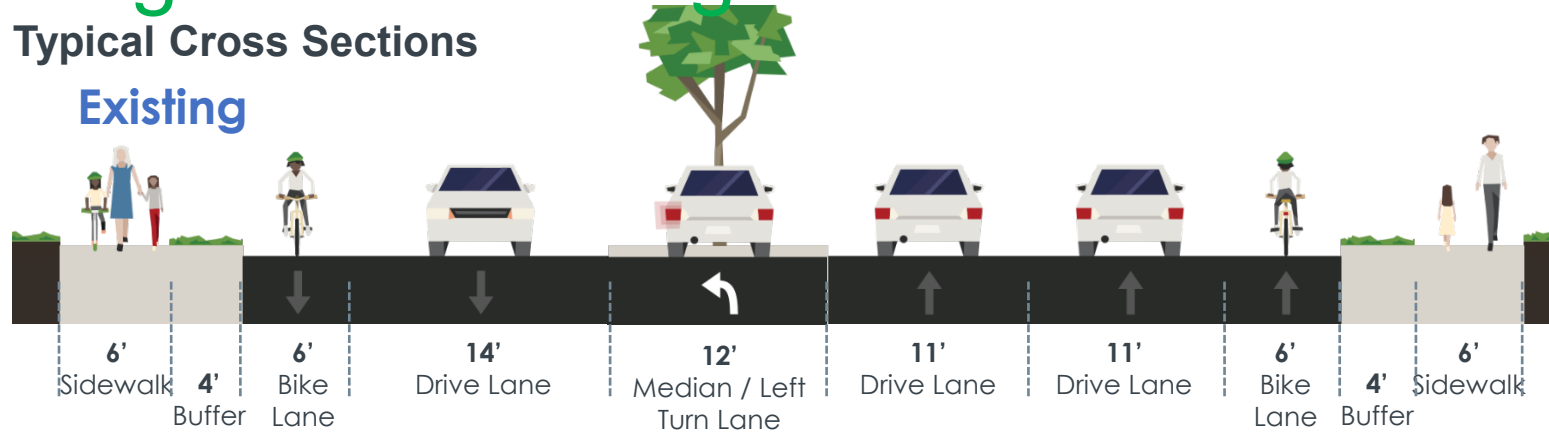 Typical Cross Sections
Existing
6’ 6’ 14’ 12’ 11’ 11’ 6’ 6’
Sidewalk 4’ Bike Drive Lane Median / Left Drive Lane Drive Lane Bike 4’ Sidewalk
Buffer Lane Turn Lane Lane Buffer